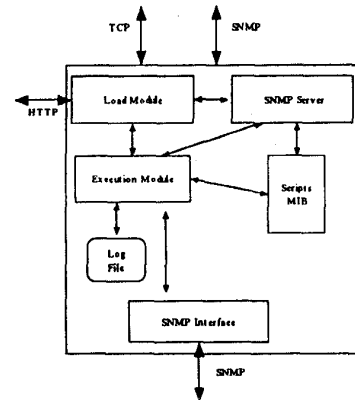 TCP
SNMP
HTTP
Load Module
SNMP Server
Execution Module
Scripts
MIB
Log
File
SNMP Interface
SNMP